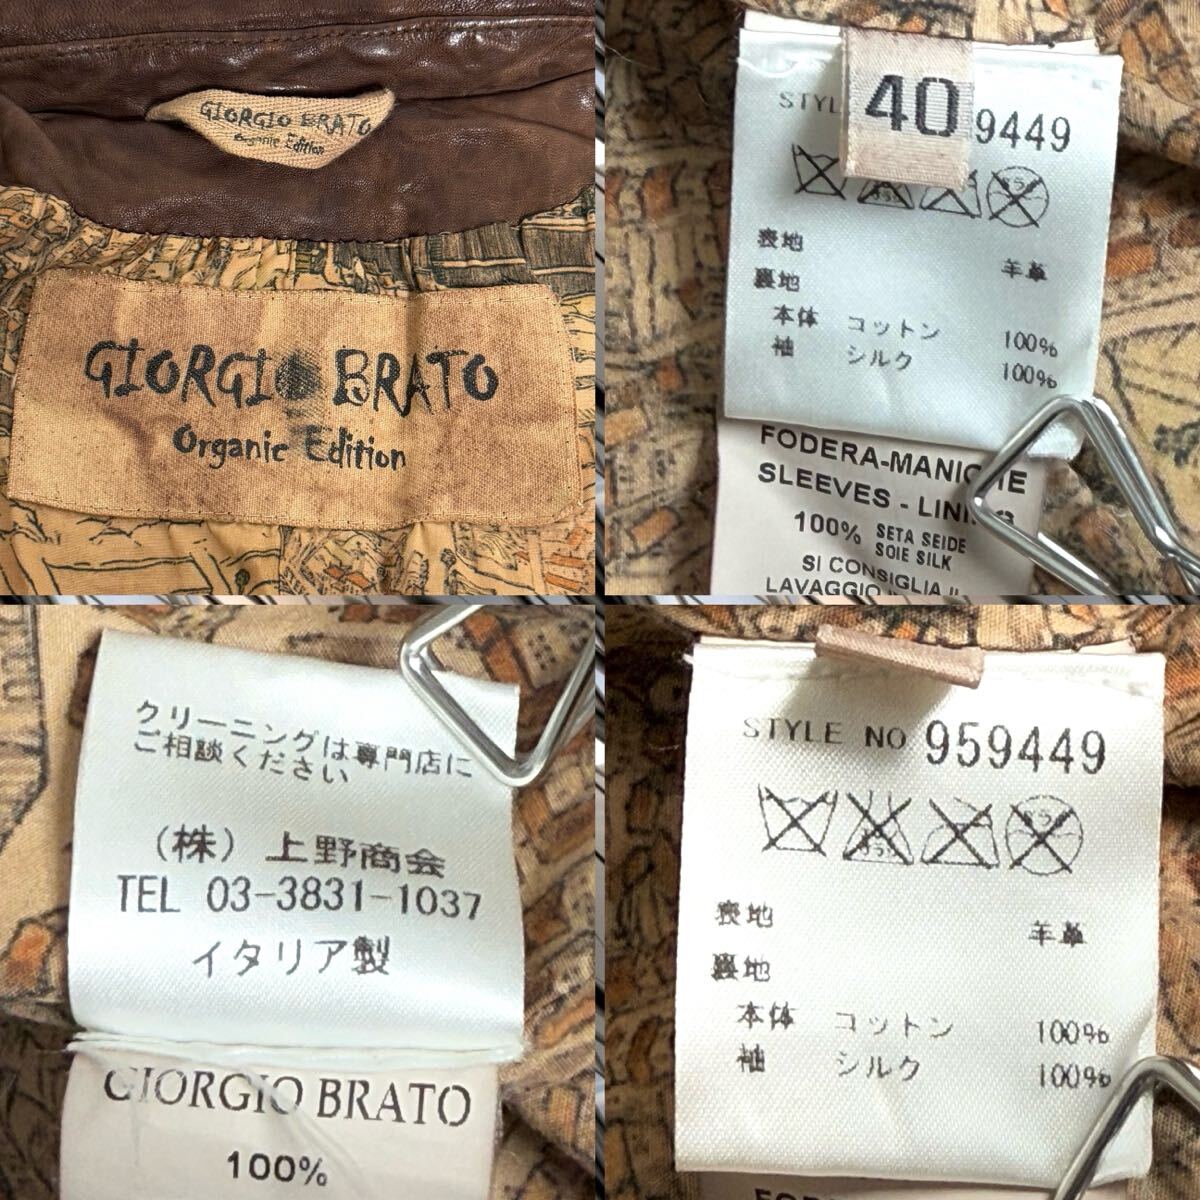 GIORGIO BRATO
Organic Edition
GIORGIO BRATO
Organic Edition
40
STYL 9449
表地 羊革
裏地
本体 コットン 100%
袖 シルク 100%
FODERA-MANICHE
SLEEVES - LINING
100% SETA SEIDE
SOIE SILK
SI CONSIGLIA IL
LAVAGGIO
クリーニングは専門店に
ご相談ください
(株) 上野商会
TEL 03-3831-1037
イタリア製
GIORGIO BRATO
100%
STYLE NO 959449
表地 羊革
裏地
本体 コットン 100%
袖 シルク 100%